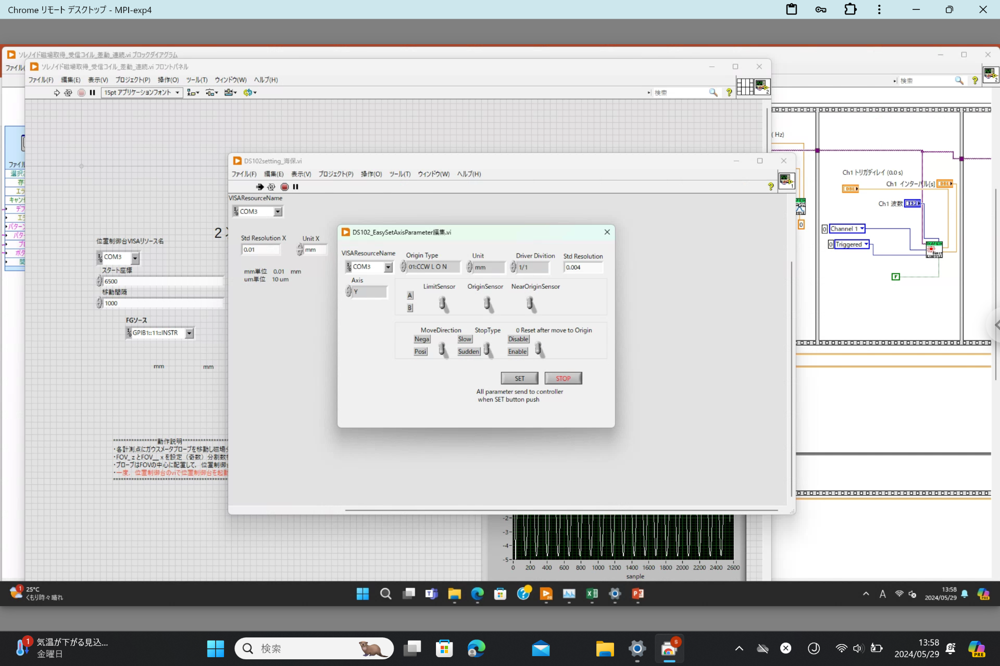 Chrome リモート デスクトップ - MPI-exp4
ソレノイド磁場取得_受信コイル_差動_連続.vi ブロックダイアグラム
ファイル(
検索
2
ソレノイド磁場取得_受信コイル_差動_連続.vi フロントパネル
ファイル(F) 編集(E) 表示(V) プロジェクト(P) 操作(O) ツール(T) ウィンドウ(W) ヘルプ(H)
15pt アプリケーションフォント
検索
2
ファイル
選択
存
エラ
キャンセ
デフ
エラ
パターン
パタ
プロ
ボタ
開
2
位置制御台VISAリソース名
COM3
スタート座標
6500
移動間隔
1000
FGソース
GPIB1::11::INSTR
mm mm
*****************動作説明*****************
・各計測点にガウスメータプローブを移動し磁場
・FOV_zとFOV__xを設定（奇数）分割数
・プローブはFOVの中心に配置して，位置制御
・一度，位置制御台のviで位置制御台を起動
DS102setting_海保.vi
ファイル(F) 編集(E) 表示(V) プロジェクト(P) 操作(O) ツール(T) ウィンドウ(W) ヘルプ(H)
1
VISAResourceName
COM3
Std Resolution X Unit X
0.01 mm
mm単位 0.01 mm
um単位 10 um
DS102_EasySetAxisParameter編集.vi
VISAResourceName Origin Type Unit Driver Divition Std Resolution
COM3 01:CCW L O N mm 1/1 0.004
Axis
Y
LimitSensor OriginSensor NearOriginSensor
A
B
MoveDirection StopType 0 Reset after move to Origin
Nega Slow Disable
Posi Sudden Enable
SET STOP
All parameter send to controller
when SET button push
( Hz)
0
Ch1 トリガディレイ (0.0 s)
DBL
Ch1 インターバル[s] DBL
Ch1 波数 I32
0 Channel 1
0 Triggered
TKAFG3K
BURST
EXAMPLE
F
-2
-3
-4
-5
0 200 400 600 800 1000 1200 1400 1600 1800 2000 2200 2400 2600
sanple
1
25°C
くもり時々晴れ
A
13:58
2024/05/29
PRE
1
気温が下がる見込...
金曜日
検索
13:58
2024/05/29
PRE